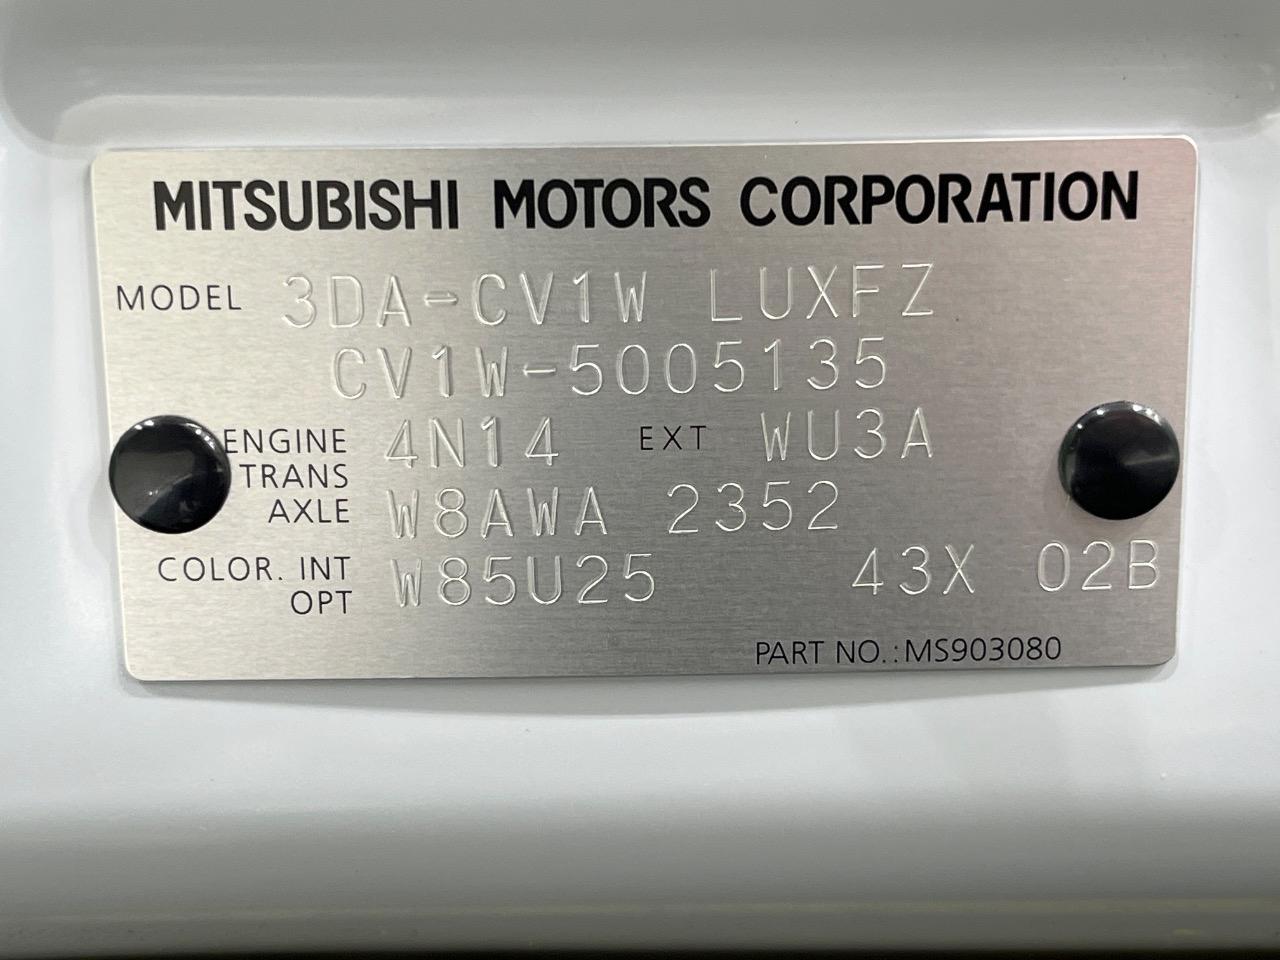 MITSUBISHI MOTORS CORPORATION
MODEL 3DA-CV1W LUXFZ
CV1W-5005135
ENGINE 4N14 EXT WU3A
TRANS
AXLE W8AWA 2352
COLOR. INT W85U25 43X 02B
OPT
PART NO.:MS903080